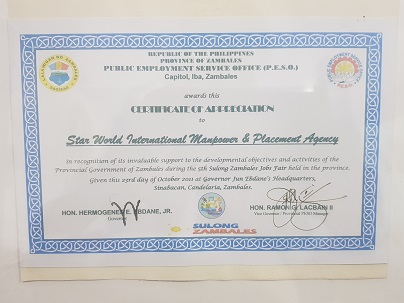 REPUBLIC OF THE PHILIPPINES
PROVINCE OF ZAMBALES
PUBLIC EMPLOYMENT SERVICE OFFICE (P.E.S.O.)
Capitol, Iba, Zambales
awards this
CERTIFICATE OF APPRECIATION
to
Star World International Manpower & Placement Agency
in recognition of its invaluable support to the developmental objectives and activities of the
Provincial Government of Zambales during the 5th Sulong Zambales Jobs Fair held in the province.
Given this 23rd day of October 2011 at Governor Jun Ebdane's Headquarters,
Sinabacan, Candelaria, Zambales.
HON. HERMOGENES E. EBDANE, JR.
Governor
HON. RAMON G. LACBAIN II
Vice Governor / Provincial PESO Manager
SULONG
ZAMBALES